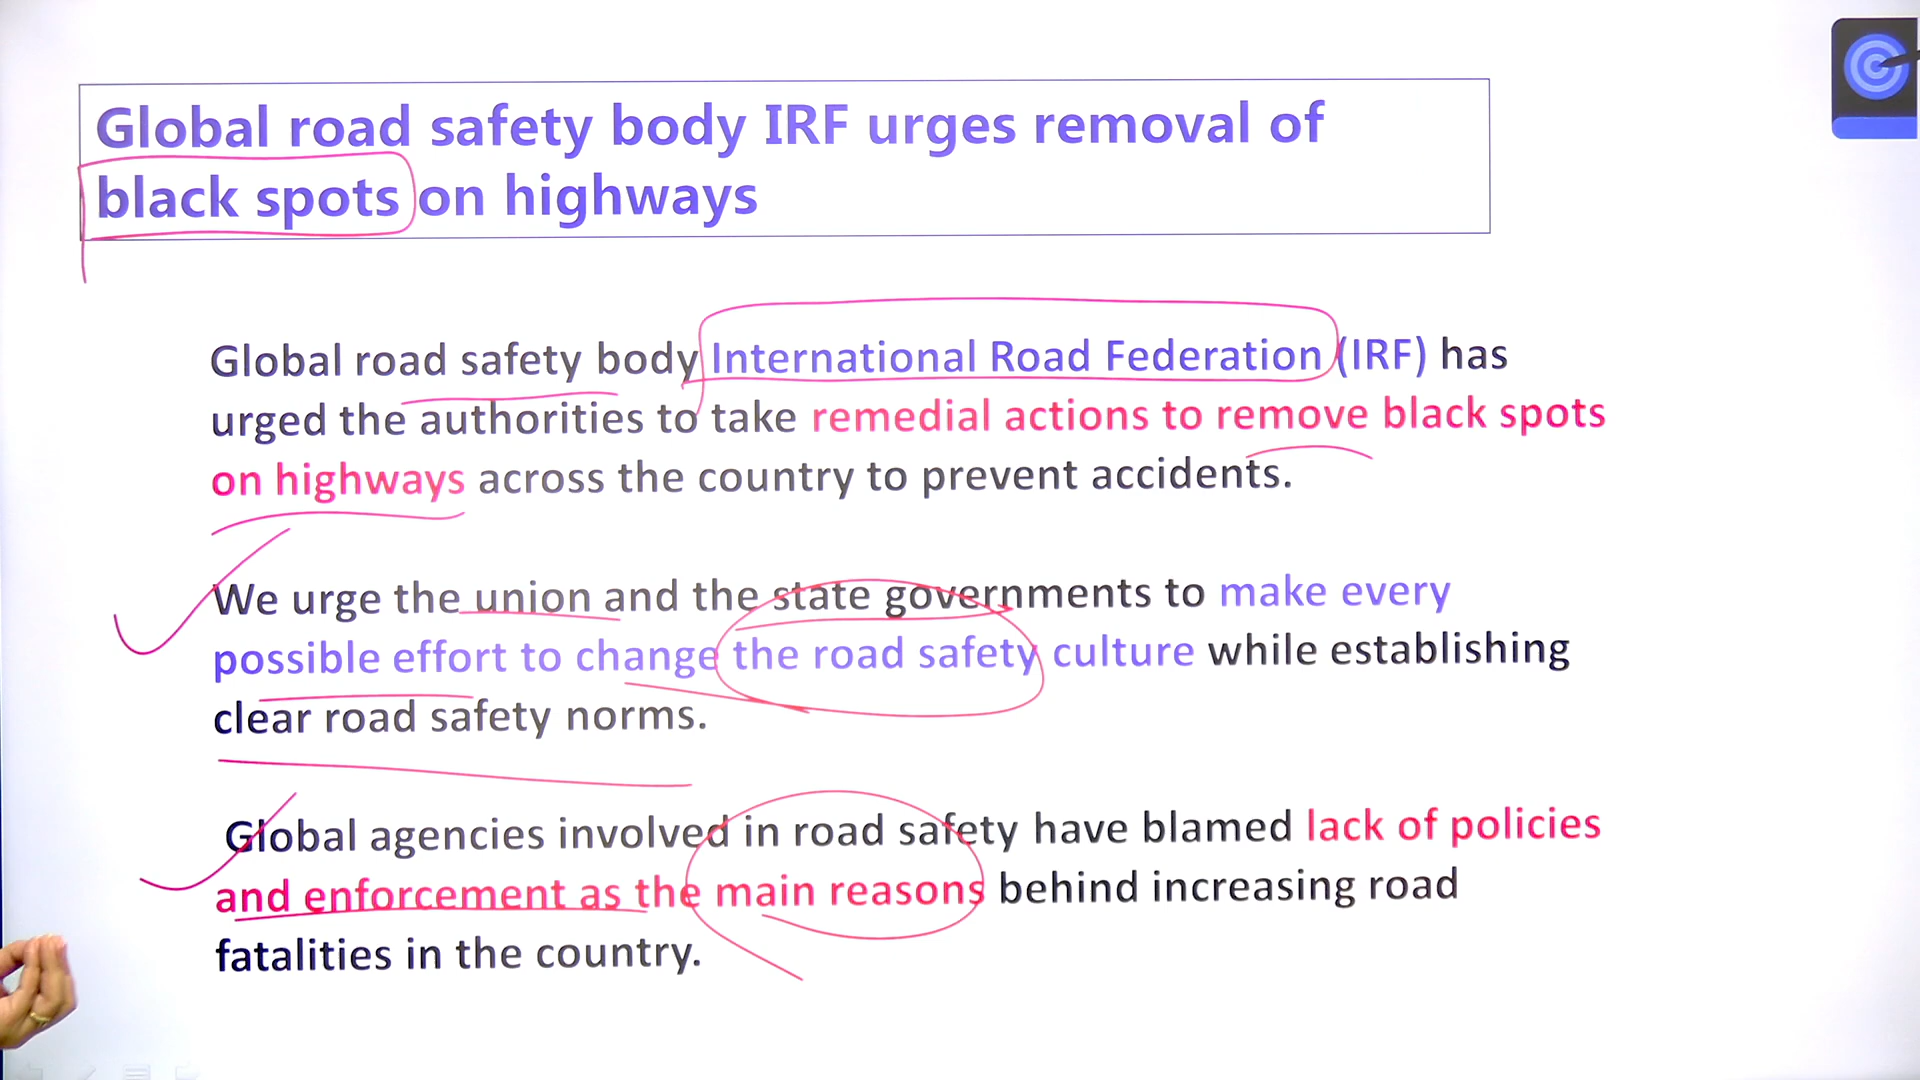 Global road safety body IRF urges removal of
black spots on highways
Global road safety body International Road Federation (IRF) has
urged the authorities to take remedial actions to remove black spots
on highways across the country to prevent accidents.
We urge the union and the state governments to make every
possible effort to change the road safety culture while establishing
clear road safety norms.
Global agencies involved in road safety have blamed lack of policies
and enforcement as the main reasons behind increasing road
fatalities in the country.